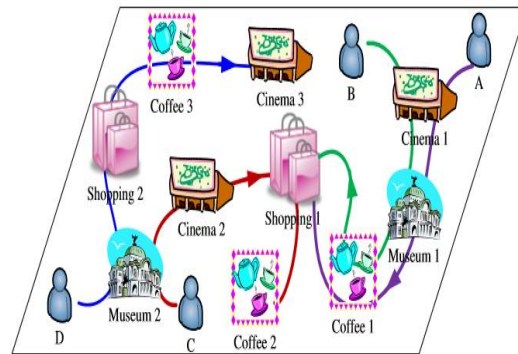 A
B
Coffee 3
Cinema 3
Cinema 1
Shopping 2
Cinema 2
Shopping 1
Museum 1
D
Museum 2
C
Coffee 2
Coffee 1